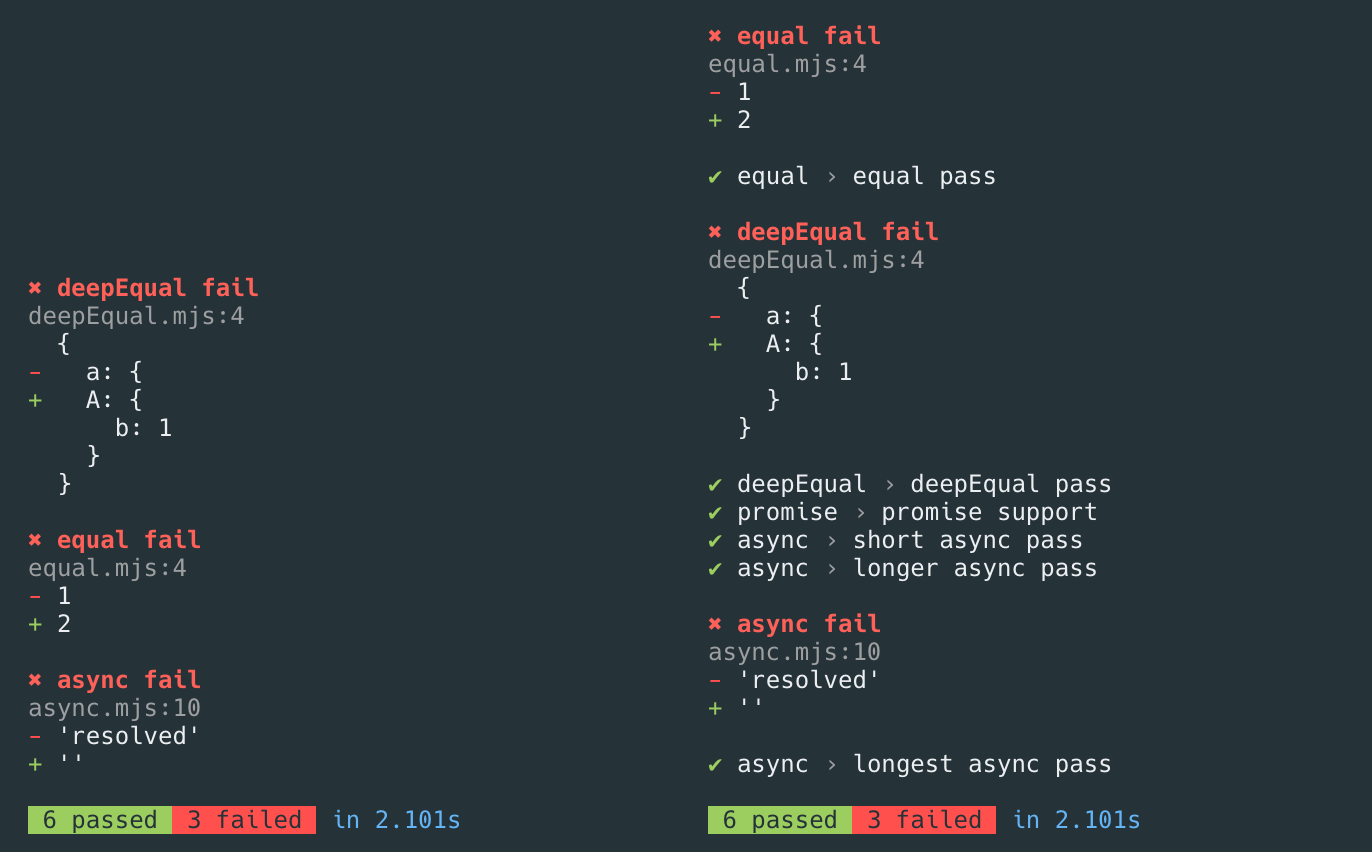 ✖ deepEqual fail
deepEqual.mjs:4
  {
-   a: {
+   A: {
      b: 1
    }
  }
✖ equal fail
equal.mjs:4
- 1
+ 2
✖ async fail
async.mjs:10
- 'resolved'
+ ''
6 passed 3 failed in 2.101s
✖ equal fail
equal.mjs:4
- 1
+ 2
✔ equal › equal pass
✖ deepEqual fail
deepEqual.mjs:4
  {
-   a: {
+   A: {
      b: 1
    }
  }
✔ deepEqual › deepEqual pass
✔ promise › promise support
✔ async › short async pass
✔ async › longer async pass
✖ async fail
async.mjs:10
- 'resolved'
+ ''
✔ async › longest async pass
6 passed 3 failed in 2.101s